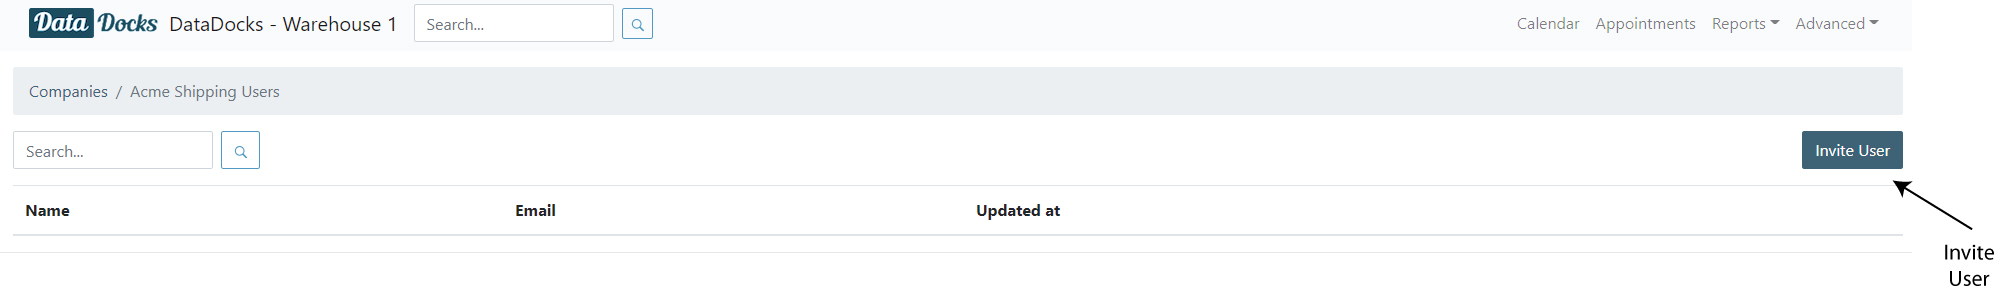 Data Docks DataDocks - Warehouse 1 Search... Calendar Appointments Reports Advanced
Companies / Acme Shipping Users
Search... Invite User
Name Email Updated at
Invite
User